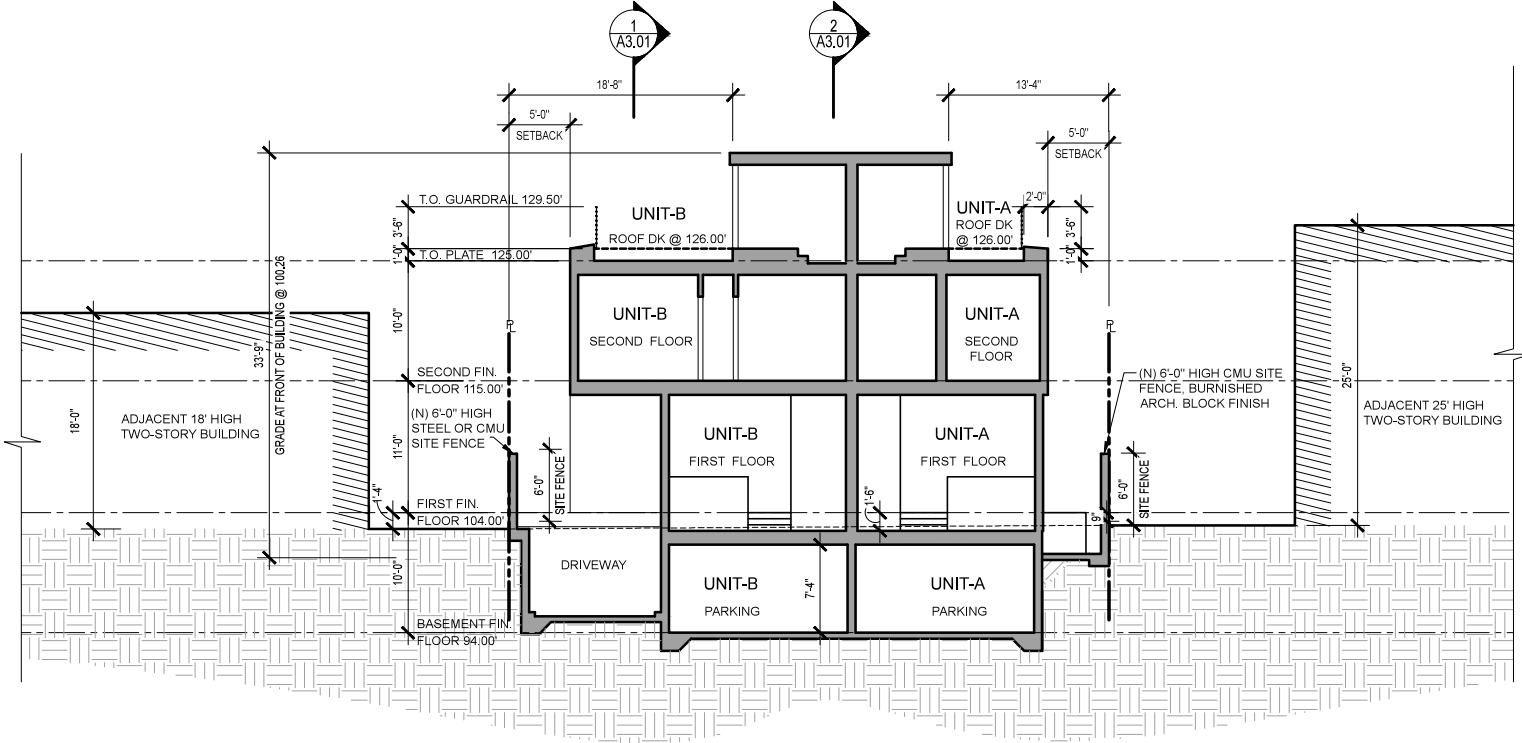 1
A3.01
2
A3.01
18'-8"
13'-4"
5'-0"
SETBACK
5'-0"
SETBACK
T.O. GUARDRAIL 129.50'
UNIT-B
ROOF DK @ 126.00'
UNIT-A
ROOF DK
@ 126.00'
2'-0"
3'-6"
3'-6"
1'-0"
T.O. PLATE 125.00'
1'-0"
GRADE AT FRONT OF BUILDING @ 100.26
33'-9"
10'-0"
UNIT-B
SECOND FLOOR
UNIT-A
SECOND
FLOOR
PL
PL
SECOND FIN.
FLOOR 115.00'
(N) 6'-0" HIGH
STEEL OR CMU
SITE FENCE
(N) 6'-0" HIGH CMU SITE
FENCE, BURNISHED
ARCH. BLOCK FINISH
18'-0"
ADJACENT 18' HIGH
TWO-STORY BUILDING
25'-0"
ADJACENT 25' HIGH
TWO-STORY BUILDING
11'-0"
UNIT-B
FIRST FLOOR
UNIT-A
FIRST FLOOR
6'-0"
SITE FENCE
6'-0"
SITE FENCE
1'-4"
1'-6"
9"
FIRST FIN.
FLOOR 104.00'
10'-0"
DRIVEWAY
UNIT-B
PARKING
7'-4"
UNIT-A
PARKING
BASEMENT FIN.
FLOOR 94.00'